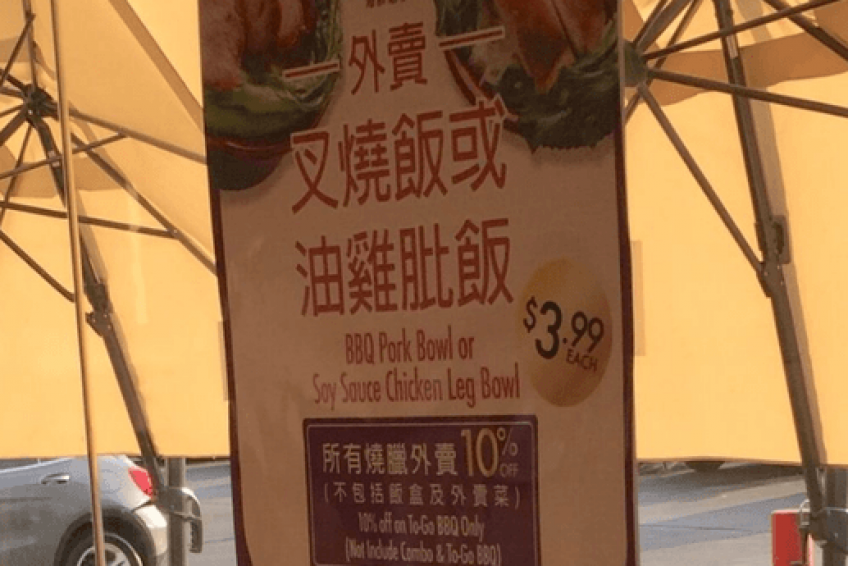 外賣
叉燒飯或
油雞肶飯
$3.99
EACH
BBQ Pork Bowl or
Soy Sauce Chicken Leg Bowl
所有燒臘外賣10% OFF
(不包括飯盒及外賣菜)
10% off on To-Go BBQ Only
(Not Include Combo & To-Go BBQ)